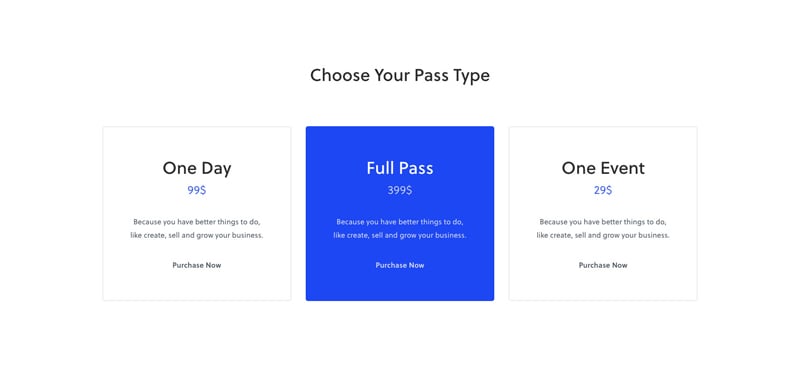 Choose Your Pass Type
One Day
99$
Because you have better things to do,
like create, sell and grow your business.
Purchase Now
Full Pass
399$
Because you have better things to do,
like create, sell and grow your business.
Purchase Now
One Event
29$
Because you have better things to do,
like create, sell and grow your business.
Purchase Now